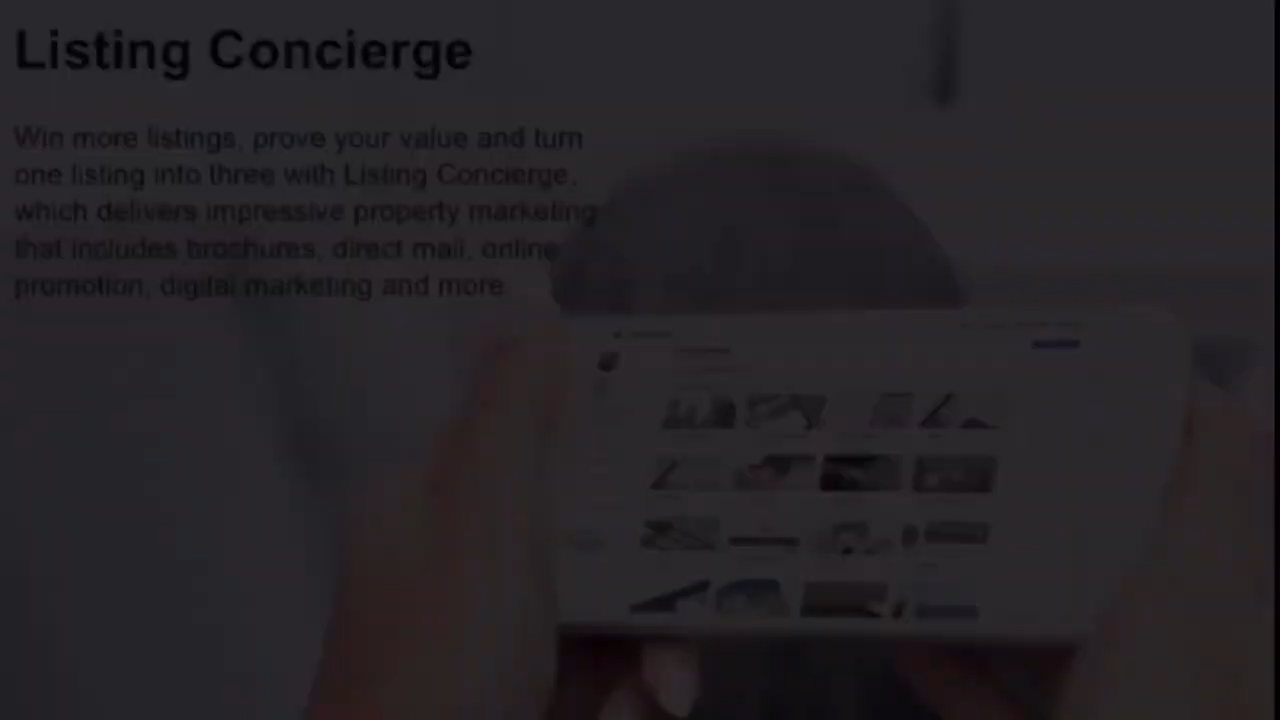 Listing Concierge
Win more listings, prove your value and turn
one listing into three with Listing Concierge,
which delivers impressive property marketing
that includes brochures, direct mail, online
promotion, digital marketing and more.